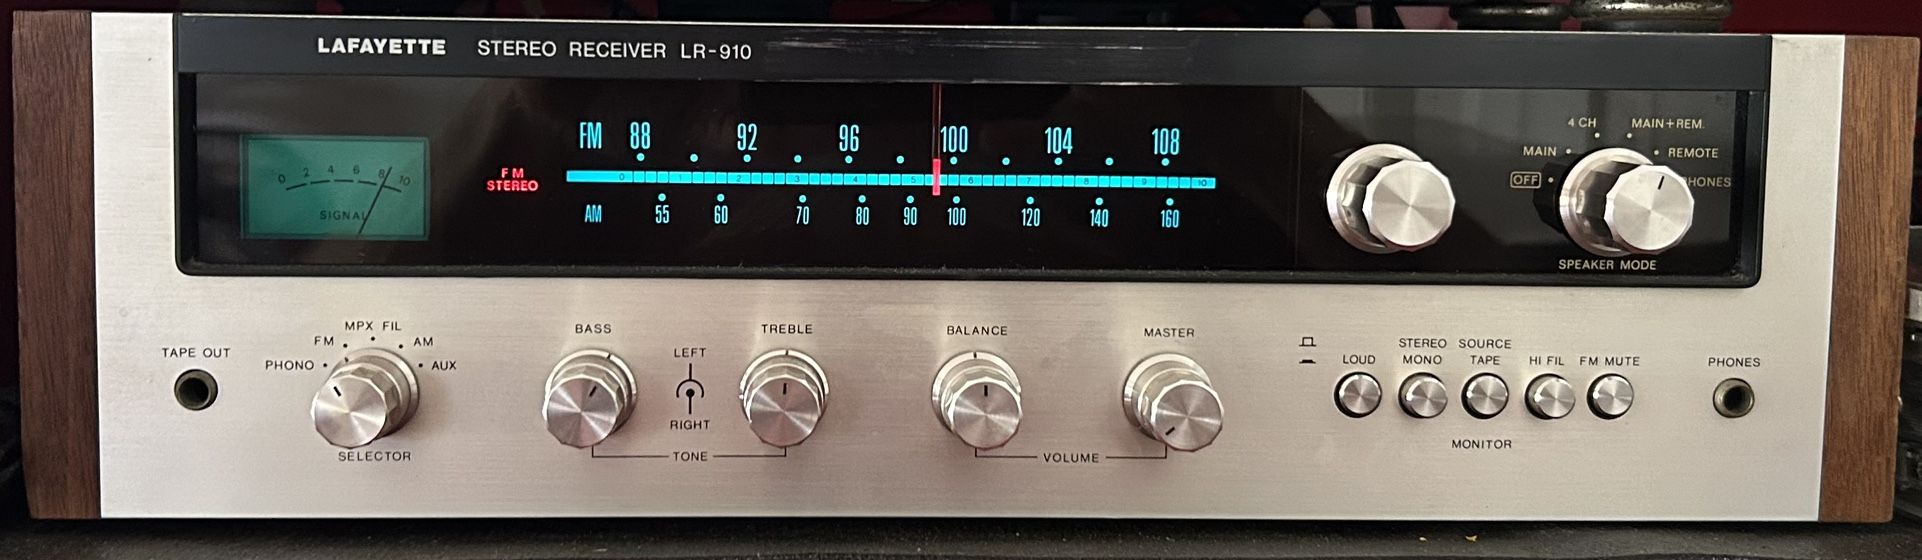 LAFAYETTE STEREO RECEIVER LR-910
0 2 4 6 8 10
SIGNAL
FM STEREO
FM 88 92 96 100 104 108
0 1 2 3 4 5 6 7 8 9 10
AM 55 60 70 80 90 100 120 140 160
4 CH MAIN+REM.
MAIN REMOTE
OFF PHONES
SPEAKER MODE
TAPE OUT
MPX FIL
FM AM
PHONO AUX
SELECTOR
BASS
LEFT
RIGHT
TREBLE
TONE
BALANCE
MASTER
VOLUME
LOUD
STEREO
MONO
SOURCE
TAPE
HI FIL
FM MUTE
MONITOR
PHONES